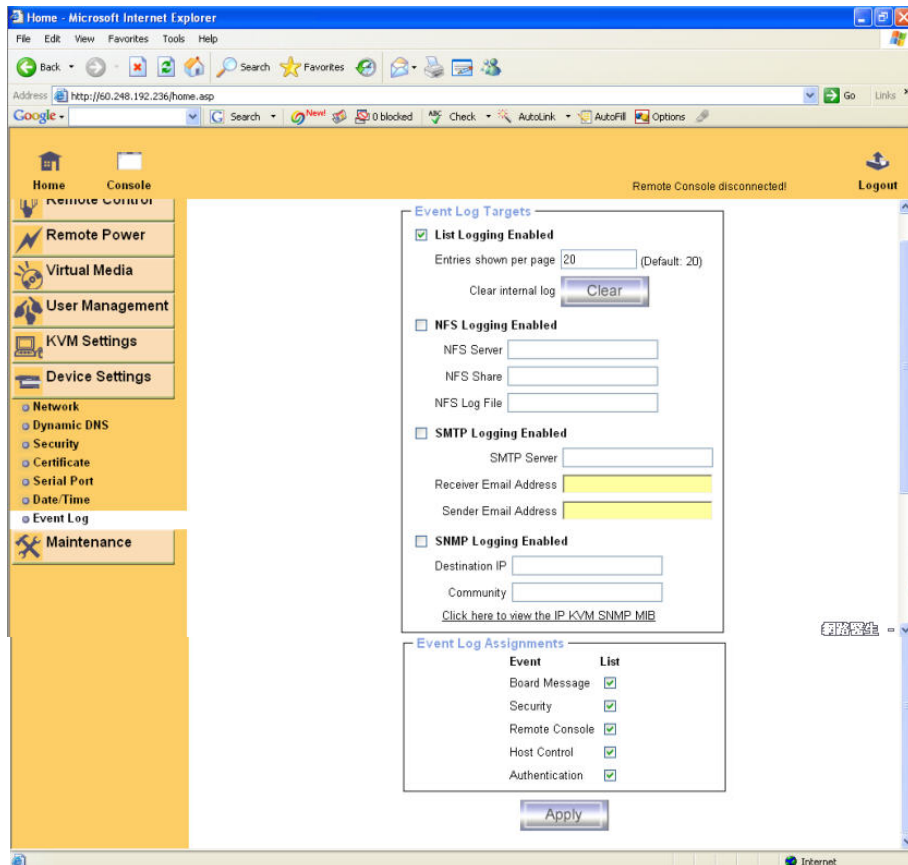 Home - Microsoft Internet Explorer
File Edit View Favorites Tools Help
Back Search Favorites
Address http://60.248.192.236/home.asp Go Links
Google Search New! 0 blocked ABC Check AutoLink AutoFill Options
Home Console Remote Console disconnected! Logout
Remote Control
Remote Power
Virtual Media
User Management
KVM Settings
Device Settings
Network
Dynamic DNS
Security
Certificate
Serial Port
Date/Time
Event Log
Maintenance
Event Log Targets
List Logging Enabled
Entries shown per page 20 (Default: 20)
Clear internal log Clear
NFS Logging Enabled
NFS Server
NFS Share
NFS Log File
SMTP Logging Enabled
SMTP Server
Receiver Email Address
Sender Email Address
SNMP Logging Enabled
Destination IP
Community
Click here to view the IP KVM SNMP MIB
網路醫生 -
Event Log Assignments
Event List
Board Message
Security
Remote Console
Host Control
Authentication
Apply
Internet